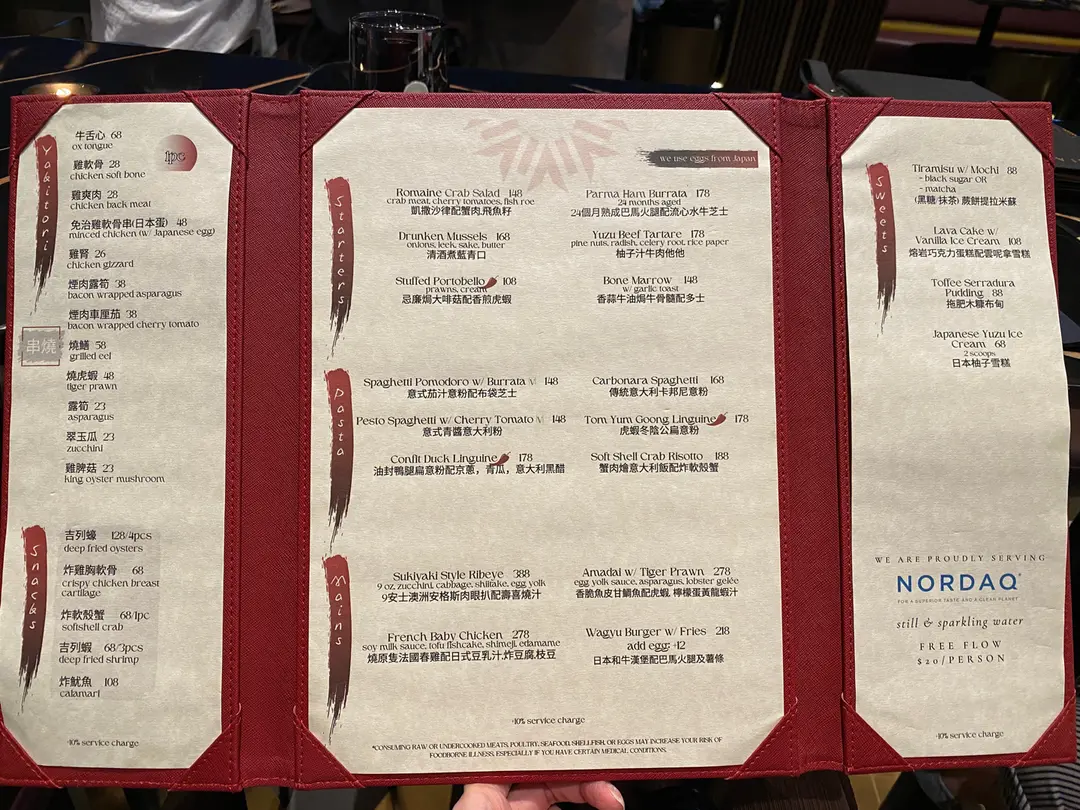 Yakitori
1pc
牛舌心 68
ox tongue
雞軟骨 28
chicken soft bone
雞爽肉 28
chicken back meat
免治雞軟骨串(日本蛋) 48
minced chicken (w/ Japanese egg)
雞腎 26
chicken gizzard
煙肉露筍 38
bacon wrapped asparagus
煙肉車厘茄 38
bacon wrapped cherry tomato
串燒
燒鱔 58
grilled eel
燒虎蝦 48
tiger prawn
露筍 23
asparagus
翠玉瓜 23
zucchini
雞脾菇 23
king oyster mushroom
Snacks
吉列蠔 128/4pcs
deep fried oysters
炸雞胸軟骨 68
crispy chicken breast
cartilage
炸軟殼蟹 68/1pc
softshell crab
吉列蝦 68/3pcs
deep fried shrimp
炸魷魚 108
calamari
+10% service charge
we use eggs from Japan
Starters
Romaine Crab Salad 148
crab meat, cherry tomatoes, fish roe
凱撒沙律配蟹肉,飛魚籽
Drunken Mussels 168
onions, leek, sake, butter
清酒煮藍青口
Stuffed Portobello 108
prawns, cream
忌廉焗大啡菇配香煎虎蝦
Parma Ham Burrata 178
24 months aged
24個月熟成巴馬火腿配流心水牛芝士
Yuzu Beef Tartare 178
pine nuts, radish, celery root, rice paper
柚子汁牛肉他他
Bone Marrow 148
w/ garlic toast
香蒜牛油焗牛骨髓配多士
Pasta
Spaghetti Pomodoro w/ Burrata V 148
意式茄汁意粉配布袋芝士
Pesto Spaghetti w/ Cherry Tomato V 148
意式青醬意大利粉
Confit Duck Linguine 178
油封鴨腿扁意粉配京蔥，青瓜，意大利黑醋
Carbonara Spaghetti 168
傳統意大利卡邦尼意粉
Tom Yum Goong Linguine 178
虎蝦冬陰公扁意粉
Soft Shell Crab Risotto 188
蟹肉燴意大利飯配炸軟殼蟹
Mains
Sukiyaki Style Ribeye 388
9 oz, zucchini, cabbage, shiitake, egg yolk
9安士澳洲安格斯肉眼扒配壽喜燒汁
French Baby Chicken 278
soy milk sauce, tofu fishcake, shimeji, edamame
燒原隻法國春雞配日式豆乳汁,炸豆腐,枝豆
Amadai w/ Tiger Prawn 278
egg yolk sauce, asparagus, lobster gelée
香脆魚皮甘鯛魚配虎蝦, 檸檬蛋黃龍蝦汁
Wagyu Burger w/ Fries 218
add egg: +12
日本和牛漢堡配巴馬火腿及薯條
+10% service charge
*CONSUMING RAW OR UNDERCOOKED MEATS, POULTRY, SEAFOOD, SHELLFISH, OR EGGS MAY INCREASE YOUR RISK OF
FOODBORNE ILLNESS, ESPECIALLY IF YOU HAVE CERTAIN MEDICAL CONDITIONS.
Sweets
Tiramisu w/ Mochi 88
- black sugar OR
- matcha
(黑糖/抹茶) 蕨餅提拉米蘇
Lava Cake w/
Vanilla Ice Cream 108
熔岩巧克力蛋糕配雲呢拿雪糕
Toffee Serradura
Pudding 88
拖肥木糠布甸
Japanese Yuzu Ice
Cream 68
2 scoops
日本柚子雪糕
WE ARE PROUDLY SERVING
NORDAQ
FOR A SUPERIOR TASTE AND A CLEAR PLANET
still & sparkling water
FREE FLOW
$20/PERSON
+10% service charge